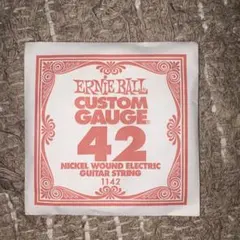 ERNIE BALL
CUSTOM
GAUGE
42
NICKEL WOUND ELECTRIC
GUITAR STRING
1142